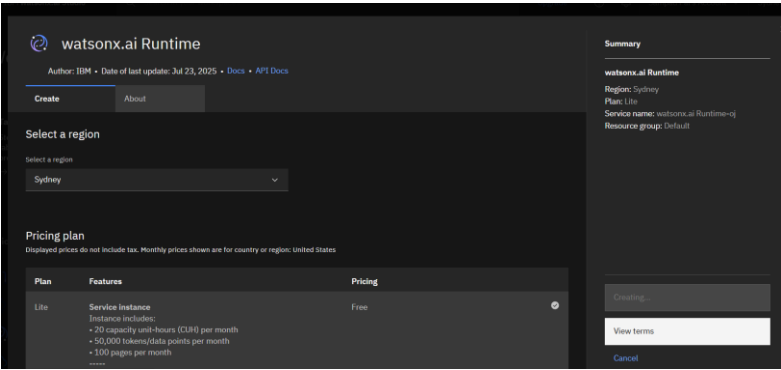 watsonx.ai Runtime
Author: IBM • Date of last update: Jul 23, 2025 • Docs • API Docs
Create
About
Select a region
Select a region
Sydney
Pricing plan
Displayed prices do not include tax. Monthly prices shown are for country or region: United States
Plan Features Pricing
Lite Service Instance Free
Instance includes:
• 20 capacity unit-hours (CUH) per month
• 50,000 tokens/data points per month
• 100 pages per month
-----
Summary
watsonx.ai Runtime
Region: Sydney
Plan: Lite
Service name: watsonx.ai Runtime-oj
Resource group: Default
Creating...
View terms
Cancel